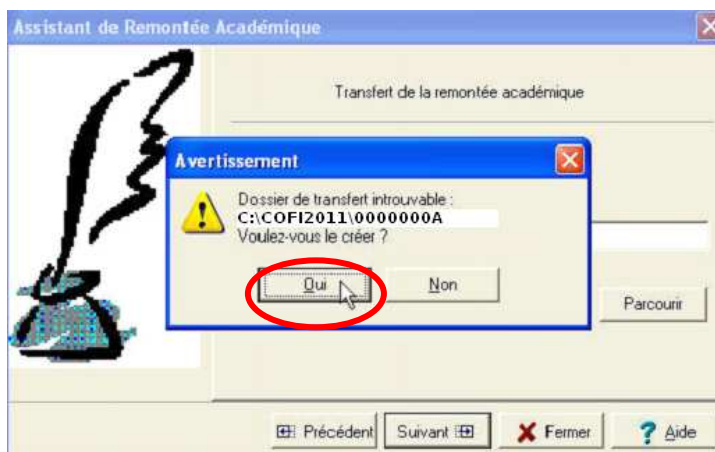 Assistant de Remontée Académique
Transfert de la remontée académique
Avertissement
Dossier de transfert introuvable :
C:\COFI2011\0000000A
Voulez-vous le créer ?
Oui
Non
Parcourir
Précédent
Suivant
Fermer
Aide